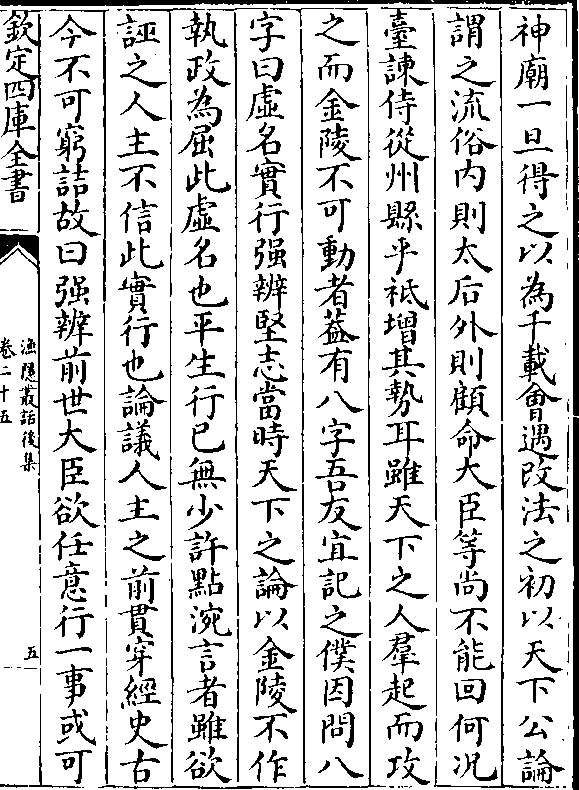 神廟一旦得之以為千載會遇改法之初以天下公論
謂之流俗内則太后外則顧命大臣等尚不能回何况
臺諫侍從州縣乎祗增其勢耳雖天下之人羣起而攻
之而金陵不可動者葢有八字吾友宜記之僕因問八
字曰虛名實行强辨堅志當時天下之論以金陵不作
執政為屈此虛名也平生行已無少許點涴言者雖欲
誣之人主不信此實行也論議人主之前貫穿經史古
今不可窮詰故曰强辨前世大臣欲任意行一事或可
欽定四庫全書
漁隱叢話後集
卷二十五
五